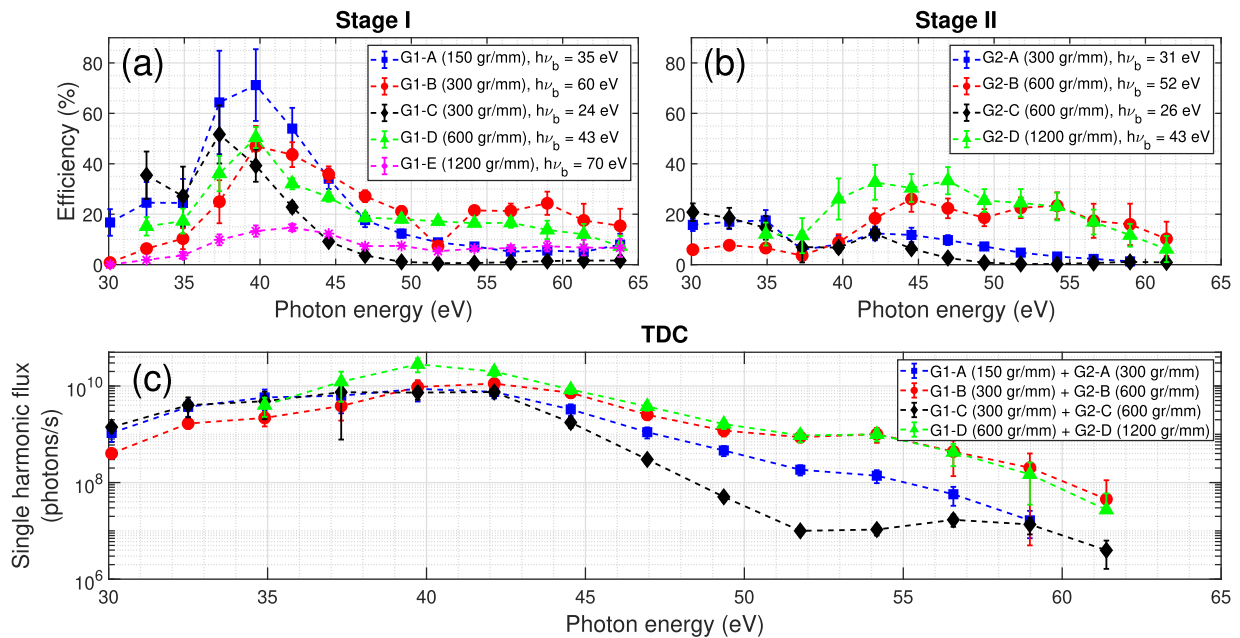 Stage I
Stage II
(a)
G1-A (150 gr/mm), hν_b = 35 eV
G1-B (300 gr/mm), hν_b = 60 eV
G1-C (300 gr/mm), hν_b = 24 eV
G1-D (600 gr/mm), hν_b = 43 eV
G1-E (1200 gr/mm), hν_b = 70 eV
Efficiency (%)
80
60
40
20
0
30 35 40 45 50 55 60 65
Photon energy (eV)
(b)
G2-A (300 gr/mm), hν_b = 31 eV
G2-B (600 gr/mm), hν_b = 52 eV
G2-C (600 gr/mm), hν_b = 26 eV
G2-D (1200 gr/mm), hν_b = 43 eV
80
60
40
20
0
30 35 40 45 50 55 60 65
Photon energy (eV)
TDC
(c)
G1-A (150 gr/mm) + G2-A (300 gr/mm)
G1-B (300 gr/mm) + G2-B (600 gr/mm)
G1-C (300 gr/mm) + G2-C (600 gr/mm)
G1-D (600 gr/mm) + G2-D (1200 gr/mm)
Single harmonic flux
(photons/s)
10^10
10^8
10^6
30 35 40 45 50 55 60 65
Photon energy (eV)